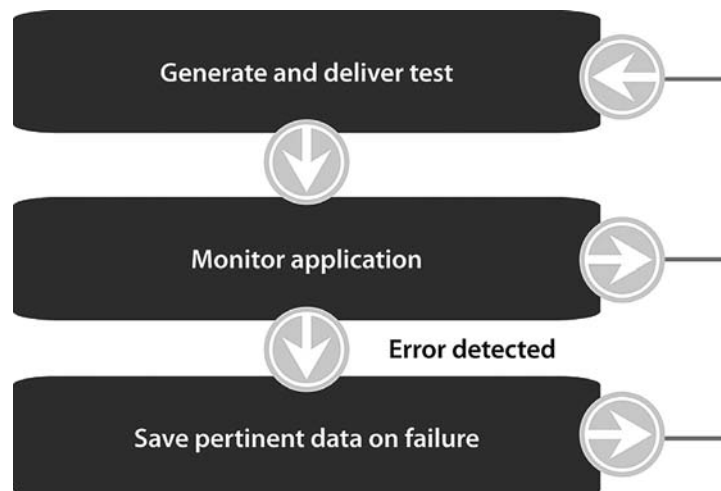 Generate and deliver test
Monitor application
Error detected
Save pertinent data on failure